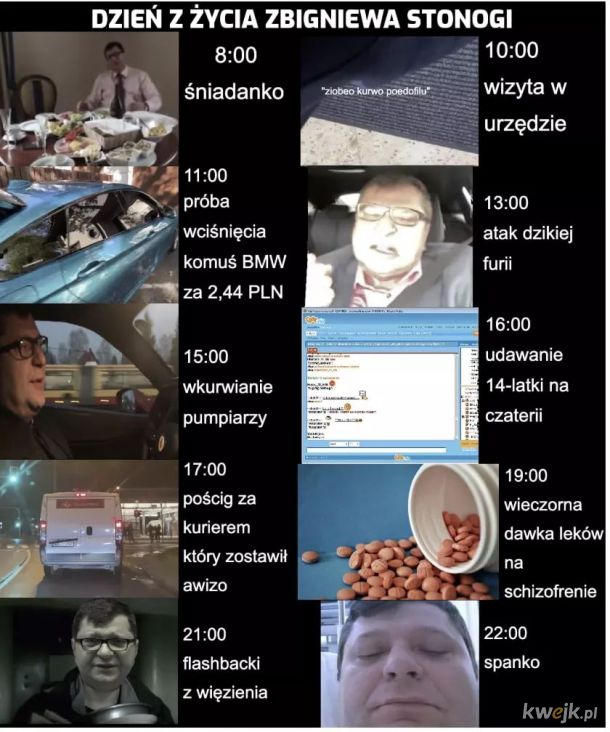 DZIEŃ Z ŻYCIA ZBIGNIEWA STONOGI
8:00
śniadanko
"ziobeo kurwo poedofilu"
10:00
wizyta w
urzędzie
11:00
próba
wciśnięcia
komuś BMW
za 2,44 PLN
13:00
atak dzikiej
furii
15:00
wkurwianie
pumpiarzy
16:00
udawanie
14-latki na
czaterii
17:00
pościg za
kurierem
który zostawił
awizo
19:00
wieczorna
dawka leków
na
schizofrenie
21:00
flashbacki
z więzienia
22:00
spanko
kwejk.pl